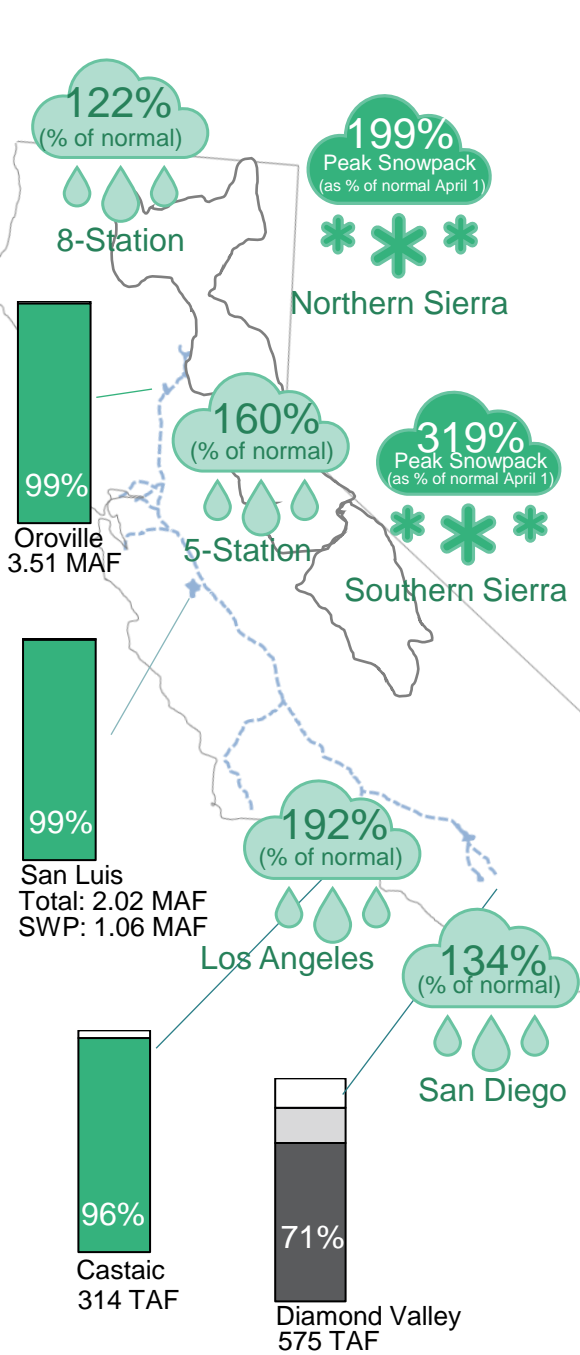 122%
(% of normal)
8-Station
199%
Peak Snowpack
(as % of normal April 1)
Northern Sierra
99%
Oroville
3.51 MAF
160%
(% of normal)
5-Station
319%
Peak Snowpack
(as % of normal April 1)
Southern Sierra
99%
San Luis
Total: 2.02 MAF
SWP: 1.06 MAF
192%
(% of normal)
Los Angeles
134%
(% of normal)
San Diego
96%
Castaic
314 TAF
71%
Diamond Valley
575 TAF